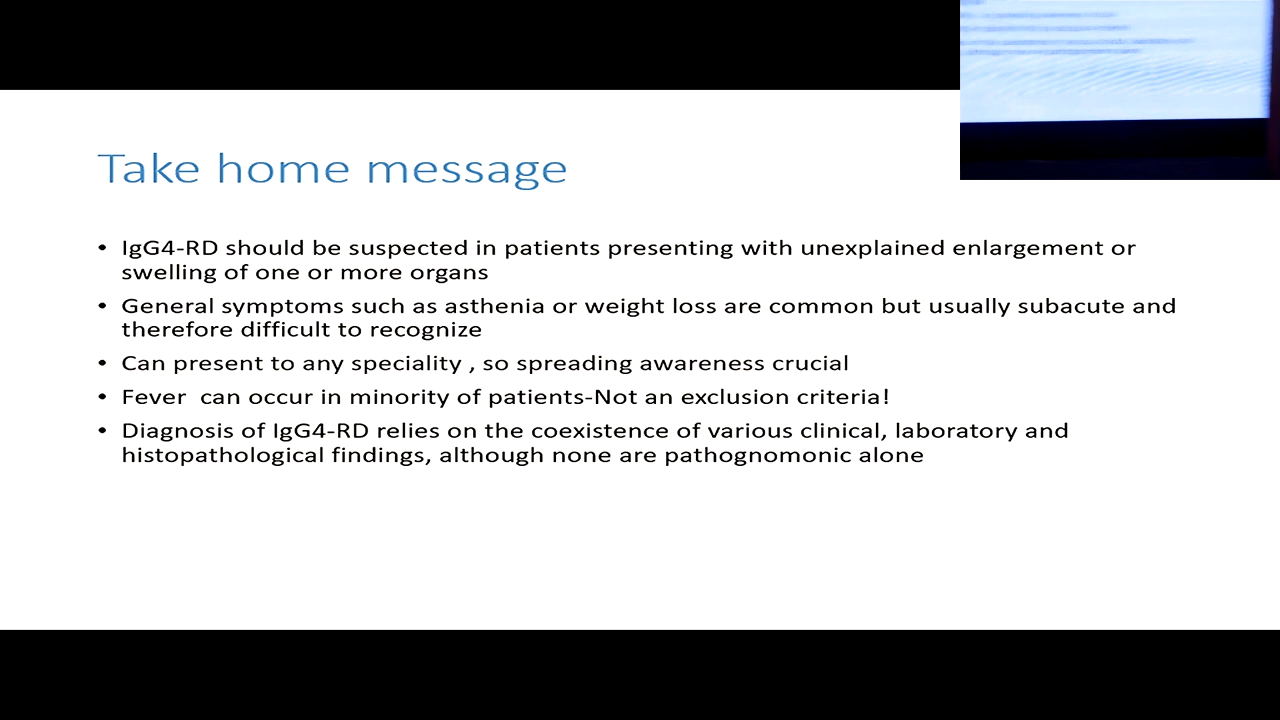 Take home message
• IgG4-RD should be suspected in patients presenting with unexplained enlargement or
swelling of one or more organs
• General symptoms such as asthenia or weight loss are common but usually subacute and
therefore difficult to recognize
• Can present to any speciality , so spreading awareness crucial
• Fever  can occur in minority of patients-Not an exclusion criteria!
• Diagnosis of IgG4-RD relies on the coexistence of various clinical, laboratory and
histopathological findings, although none are pathognomonic alone